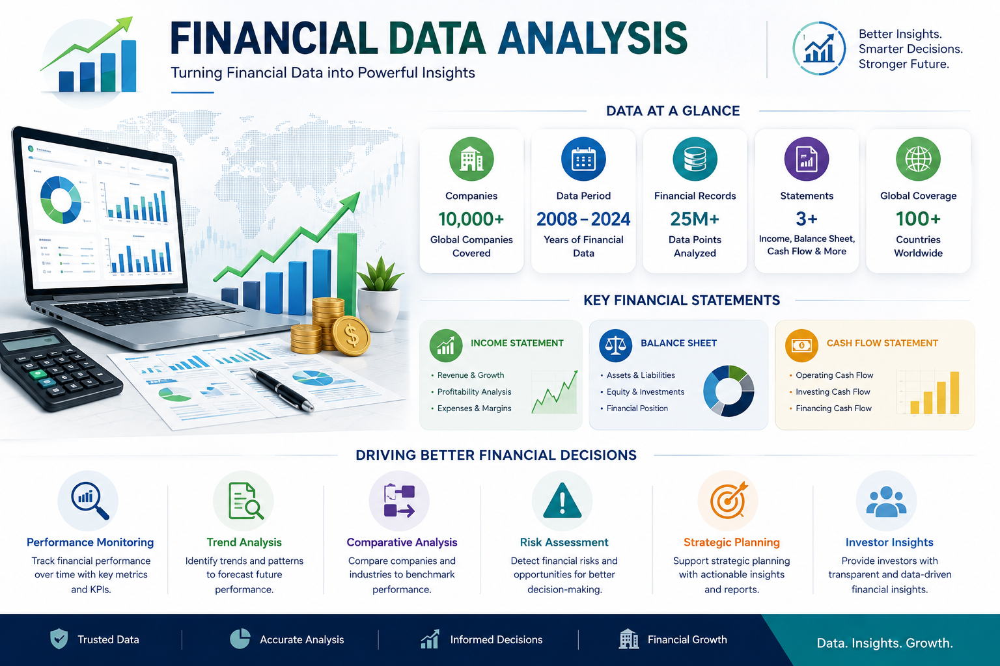 FINANCIAL DATA ANALYSIS
Turning Financial Data into Powerful Insights
Better Insights.
Smarter Decisions.
Stronger Future.
DATA AT A GLANCE
Companies
10,000+
Global Companies
Covered
Data Period
2008 – 2024
Years of Financial
Data
Financial Records
25M+
Data Points
Analyzed
Statements
3+
Income, Balance Sheet,
Cash Flow & More
Global Coverage
100+
Countries
Worldwide
KEY FINANCIAL STATEMENTS
INCOME STATEMENT
• Revenue & Growth
• Profitability Analysis
• Expenses & Margins
BALANCE SHEET
• Assets & Liabilities
• Equity & Investments
• Financial Position
CASH FLOW STATEMENT
• Operating Cash Flow
• Investing Cash Flow
• Financing Cash Flow
DRIVING BETTER FINANCIAL DECISIONS
Performance Monitoring
Track financial performance
over time with key metrics
and KPIs.
Trend Analysis
Identify trends and patterns
to forecast future
performance.
Comparative Analysis
Compare companies and
industries to benchmark
performance.
Risk Assessment
Detect financial risks and
opportunities for better
decision-making.
Strategic Planning
Support strategic planning
with actionable insights
and reports.
Investor Insights
Provide investors with
transparent and data-driven
financial insights.
Trusted Data
Accurate Analysis
Informed Decisions
Financial Growth
Data. Insights. Growth.